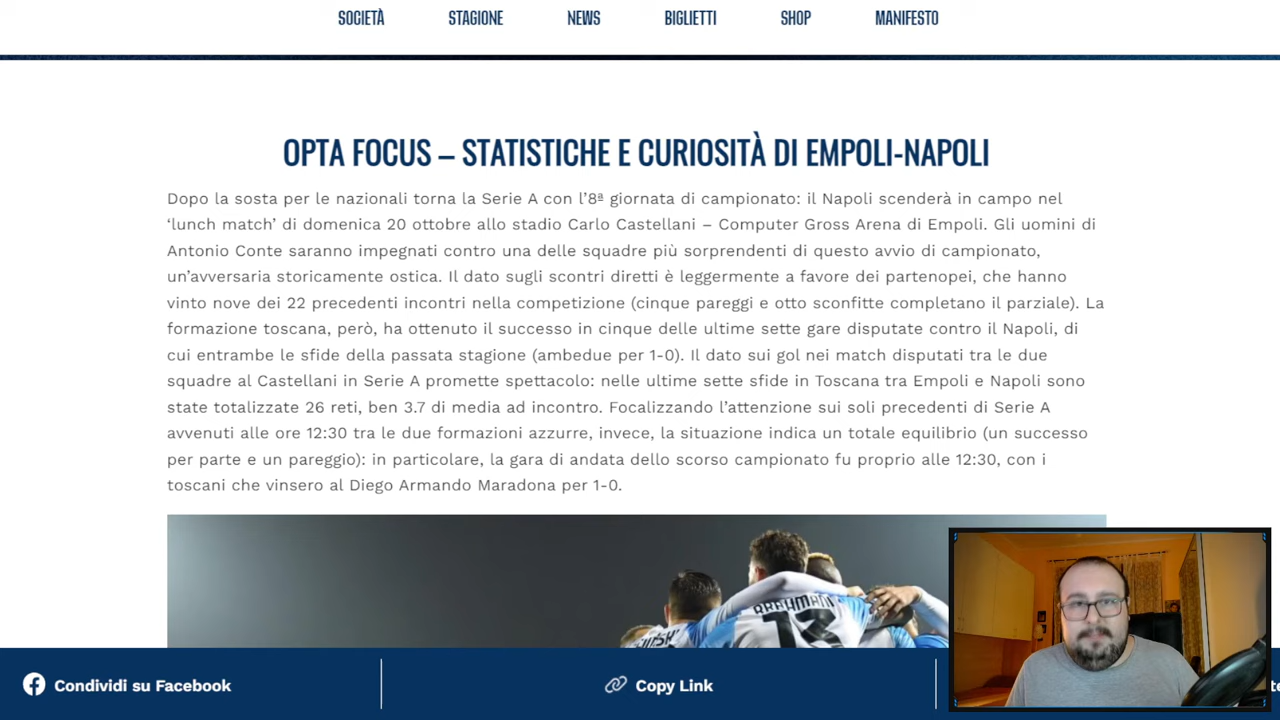 SOCIETÀ STAGIONE NEWS BIGLIETTI SHOP MANIFESTO
OPTA FOCUS – STATISTICHE E CURIOSITÀ DI EMPOLI-NAPOLI
Dopo la sosta per le nazionali torna la Serie A con l’8ª giornata di campionato: il Napoli scenderà in campo nel
‘lunch match’ di domenica 20 ottobre allo stadio Carlo Castellani – Computer Gross Arena di Empoli. Gli uomini di
Antonio Conte saranno impegnati contro una delle squadre più sorprendenti di questo avvio di campionato,
un’avversaria storicamente ostica. Il dato sugli scontri diretti è leggermente a favore dei partenopei, che hanno
vinto nove dei 22 precedenti incontri nella competizione (cinque pareggi e otto sconfitte completano il parziale). La
formazione toscana, però, ha ottenuto il successo in cinque delle ultime sette gare disputate contro il Napoli, di
cui entrambe le sfide della passata stagione (ambedue per 1-0). Il dato sui gol nei match disputati tra le due
squadre al Castellani in Serie A promette spettacolo: nelle ultime sette sfide in Toscana tra Empoli e Napoli sono
state totalizzate 26 reti, ben 3.7 di media ad incontro. Focalizzando l’attenzione sui soli precedenti di Serie A
avvenuti alle ore 12:30 tra le due formazioni azzurre, invece, la situazione indica un totale equilibrio (un successo
per parte e un pareggio): in particolare, la gara di andata dello scorso campionato fu proprio alle 12:30, con i
toscani che vinsero al Diego Armando Maradona per 1-0.
13
Condividi su Facebook Copy Link